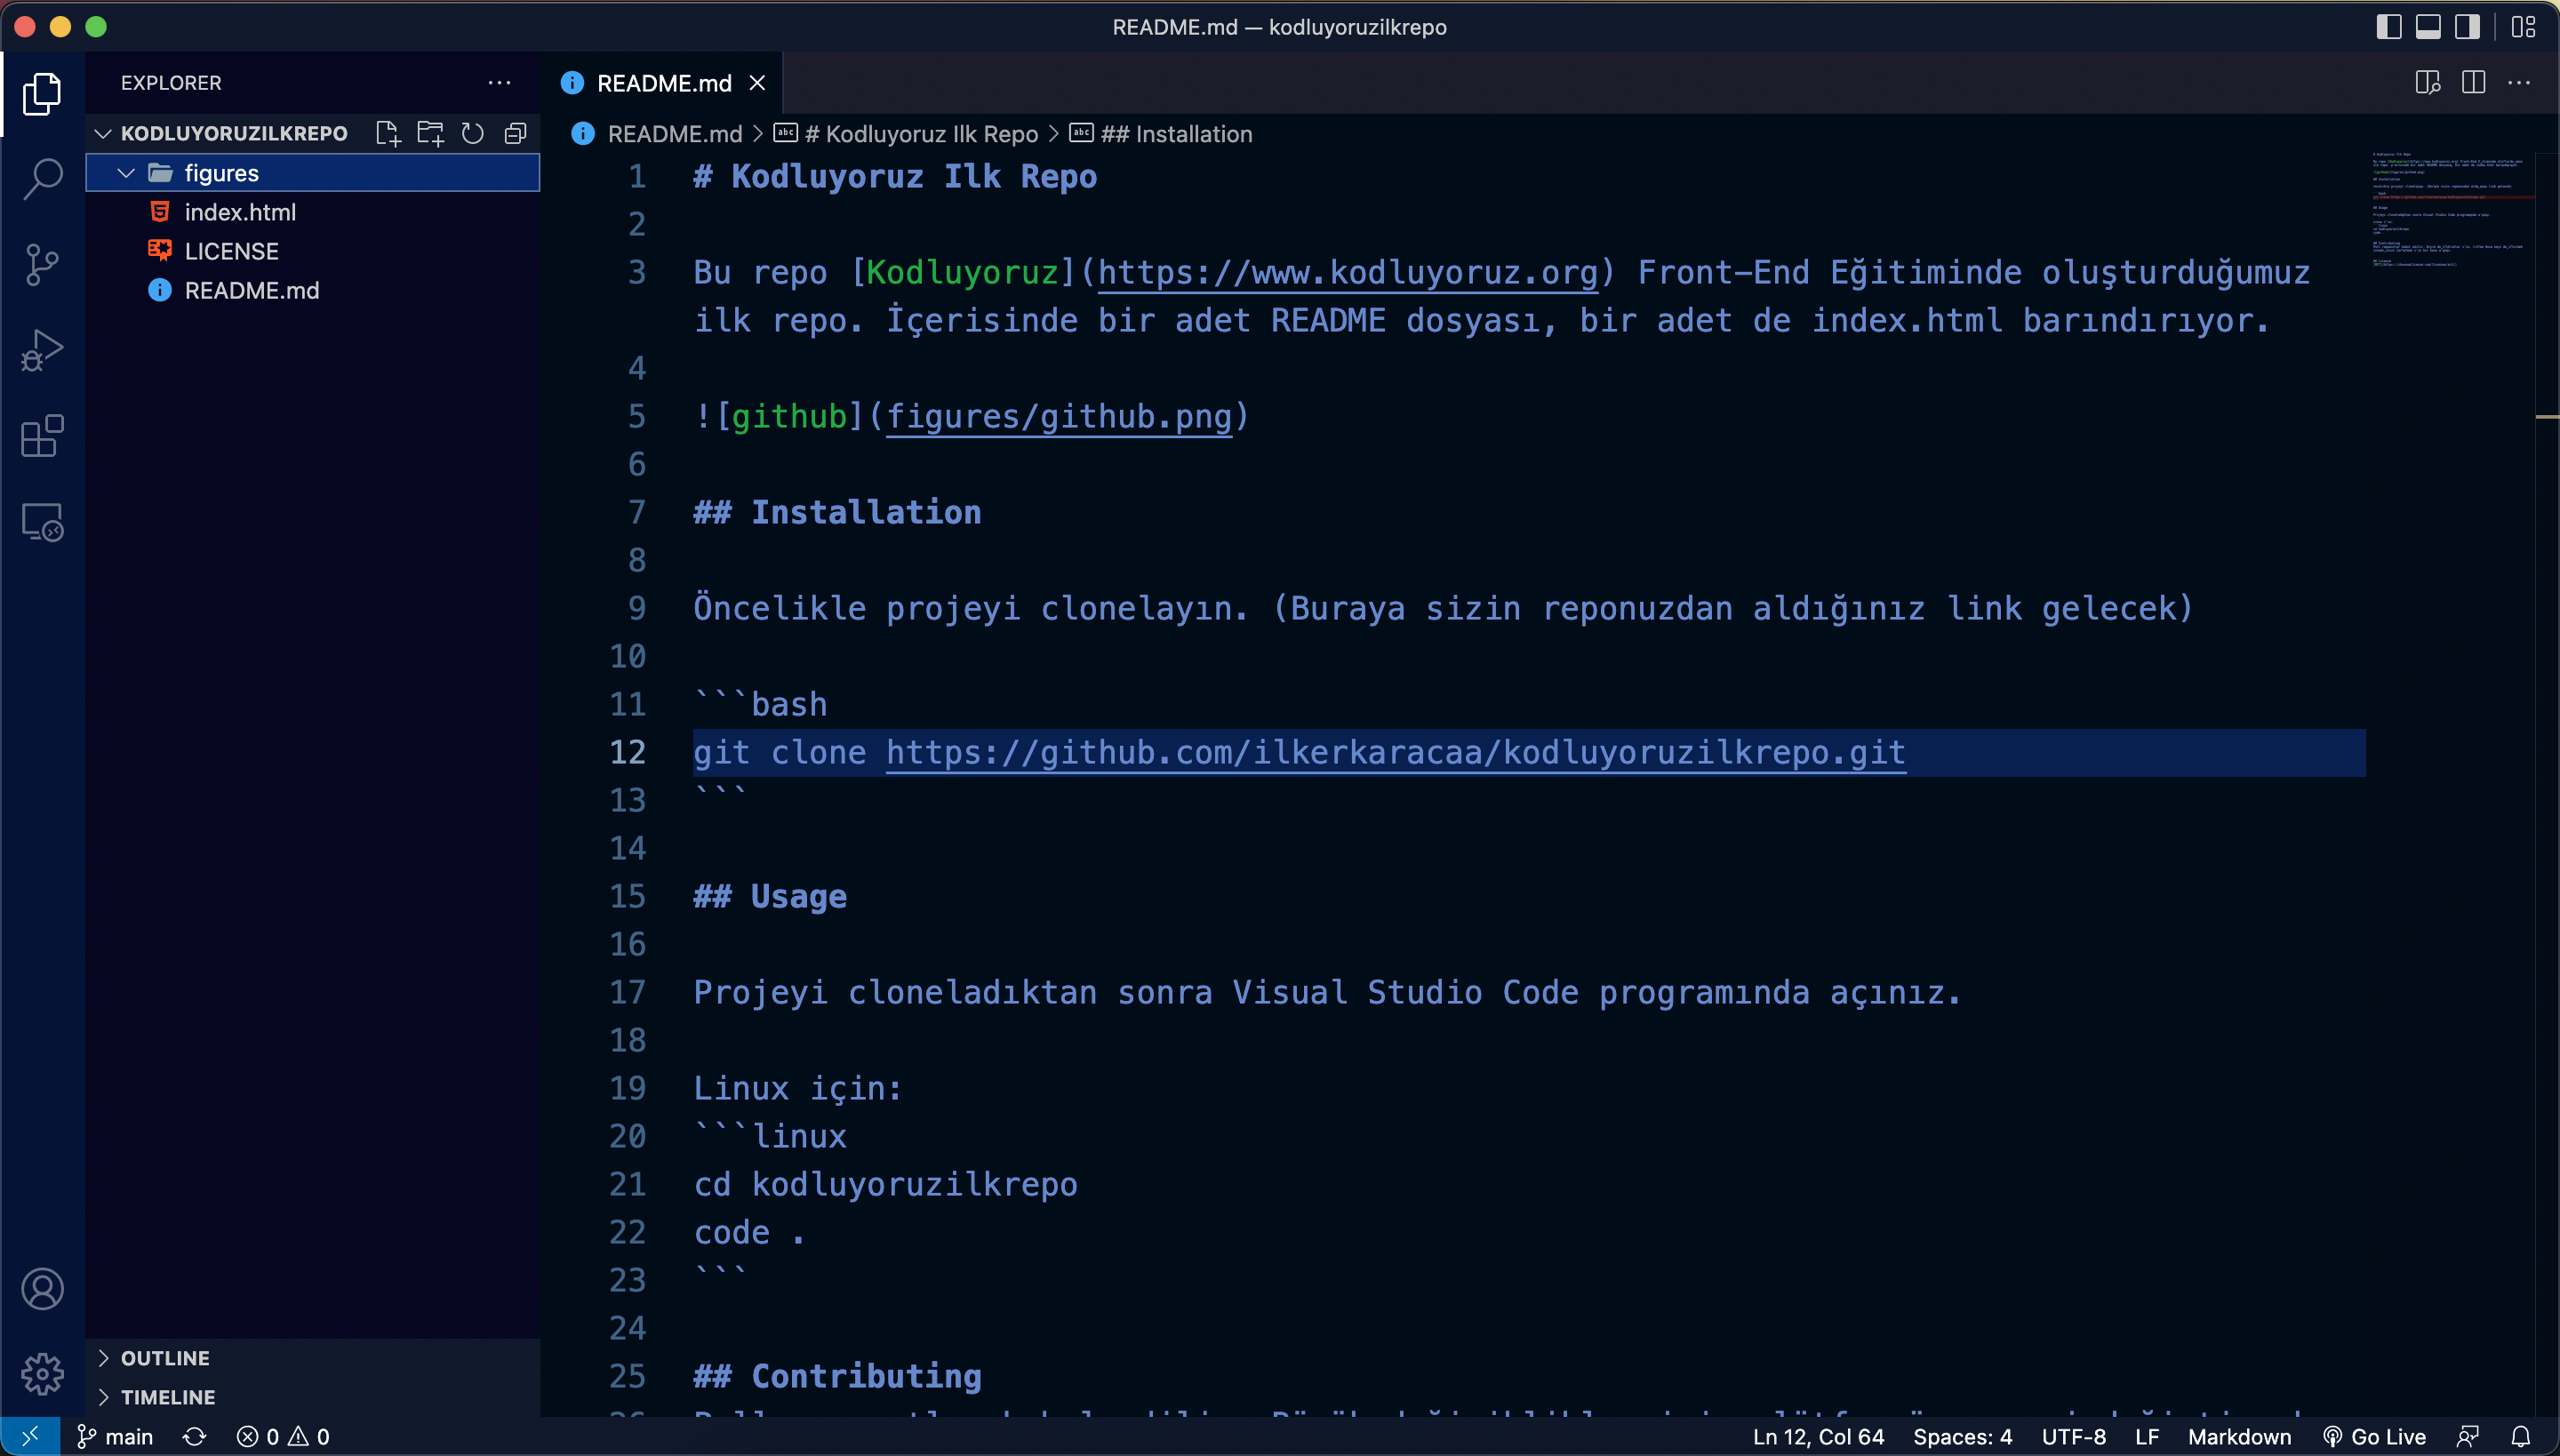 README.md — kodluyoruzilkrepo
EXPLORER
KODLUYORUZILKREPO
figures
index.html
LICENSE
README.md
OUTLINE
TIMELINE
README.md
README.md > # Kodluyoruz Ilk Repo > ## Installation
1 # Kodluyoruz Ilk Repo
2
3 Bu repo [Kodluyoruz](https://www.kodluyoruz.org) Front-End Eğitiminde oluşturduğumuz
ilk repo. İçerisinde bir adet README dosyası, bir adet de index.html barındırıyor.
4
5 ![github](figures/github.png)
6
7 ## Installation
8
9 Öncelikle projeyi clonelayın. (Buraya sizin reponuzdan aldığınız link gelecek)
10
11 ```bash
12 git clone https://github.com/ilkerkaracaa/kodluyoruzilkrepo.git
13 ```
14
15 ## Usage
16
17 Projeyi cloneladıktan sonra Visual Studio Code programında açınız.
18
19 Linux için:
20 ```linux
21 cd kodluyoruzilkrepo
22 code .
23 ```
24
25 ## Contributing
main 0 0
Ln 12, Col 64 Spaces: 4 UTF-8 LF Markdown Go Live